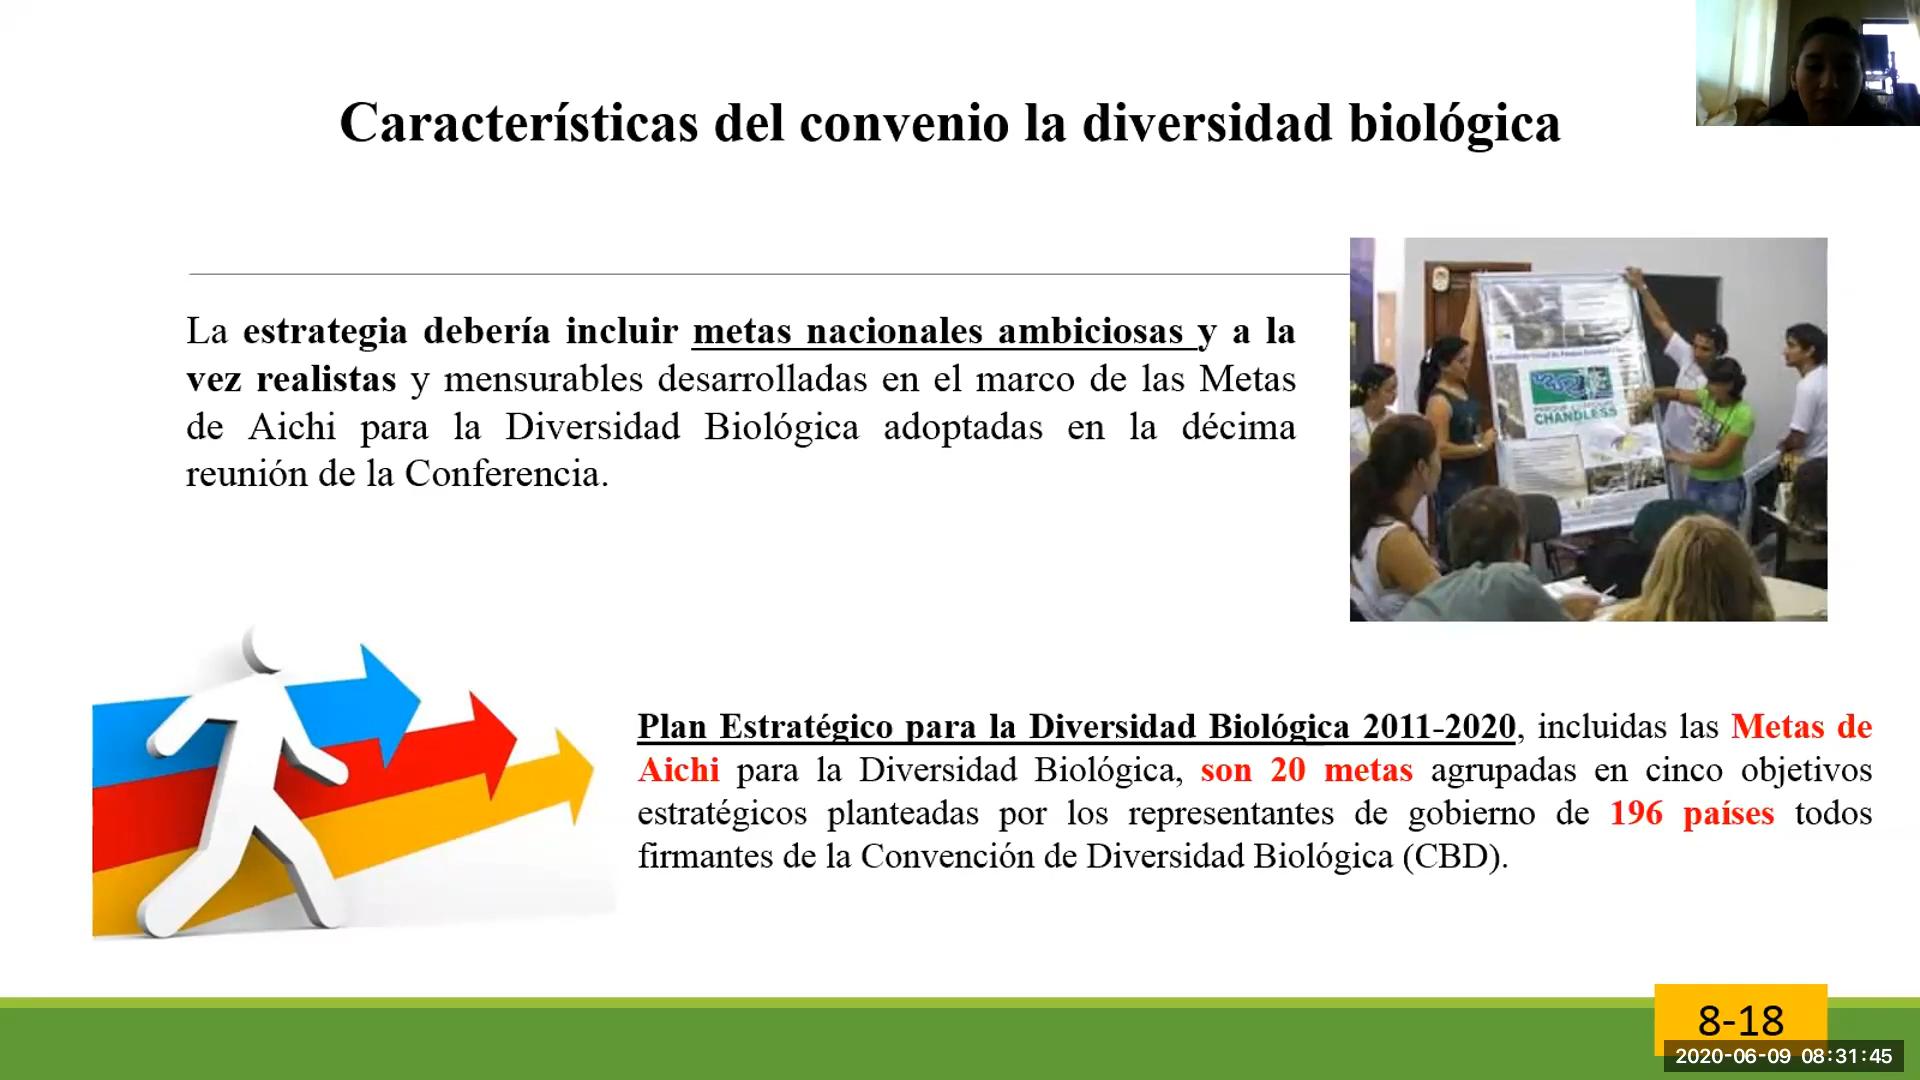 Características del convenio la diversidad biológica
La estrategia debería incluir metas nacionales ambiciosas y a la
vez realistas y mensurables desarrolladas en el marco de las Metas
de Aichi para la Diversidad Biológica adoptadas en la décima
reunión de la Conferencia.
CHANDLESS
Plan Estratégico para la Diversidad Biológica 2011-2020, incluidas las Metas de
Aichi para la Diversidad Biológica, son 20 metas agrupadas en cinco objetivos
estratégicos planteadas por los representantes de gobierno de 196 países todos
firmantes de la Convención de Diversidad Biológica (CBD).
8-18
2020-06-09 08:31:45